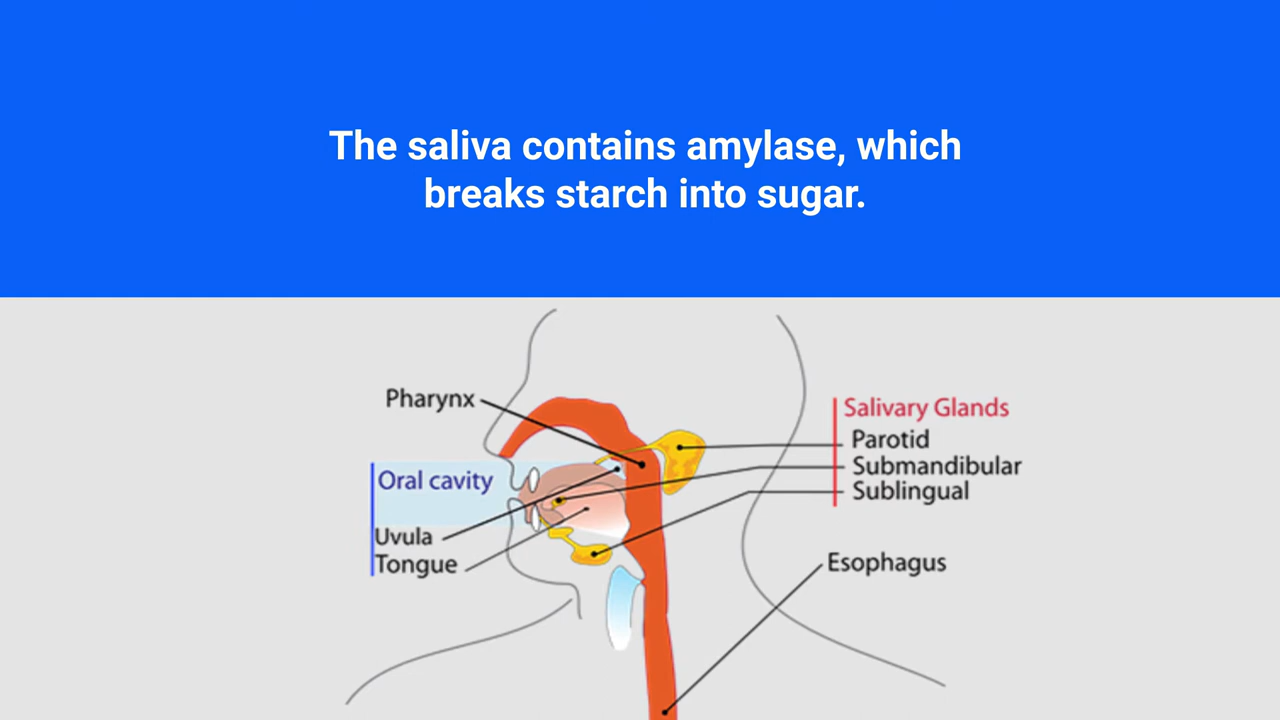 The saliva contains amylase, which
breaks starch into sugar.
Pharynx
Oral cavity
Uvula
Tongue
Salivary Glands
Parotid
Submandibular
Sublingual
Esophagus